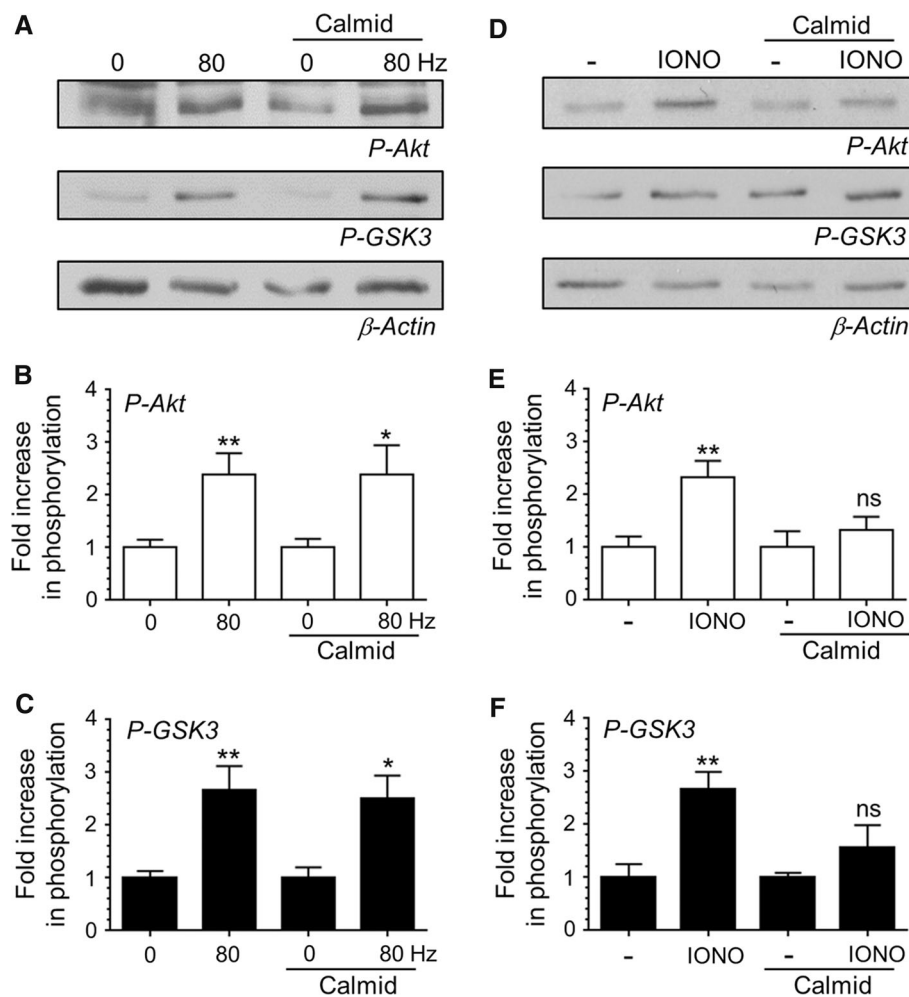 A
Calmid
0 80 0 80 Hz
P-Akt
P-GSK3
β-Actin
B
P-Akt
Fold increase
in phosphorylation
4
3
2
1
0
**
*
0 80 0 80 Hz
Calmid
C
P-GSK3
Fold increase
in phosphorylation
4
3
2
1
0
**
*
0 80 0 80 Hz
Calmid
D
Calmid
- IONO - IONO
P-Akt
P-GSK3
β-Actin
E
P-Akt
Fold increase
in phosphorylation
4
3
2
1
0
**
ns
- IONO - IONO
Calmid
F
P-GSK3
Fold increase
in phosphorylation
4
3
2
1
0
**
ns
- IONO - IONO
Calmid